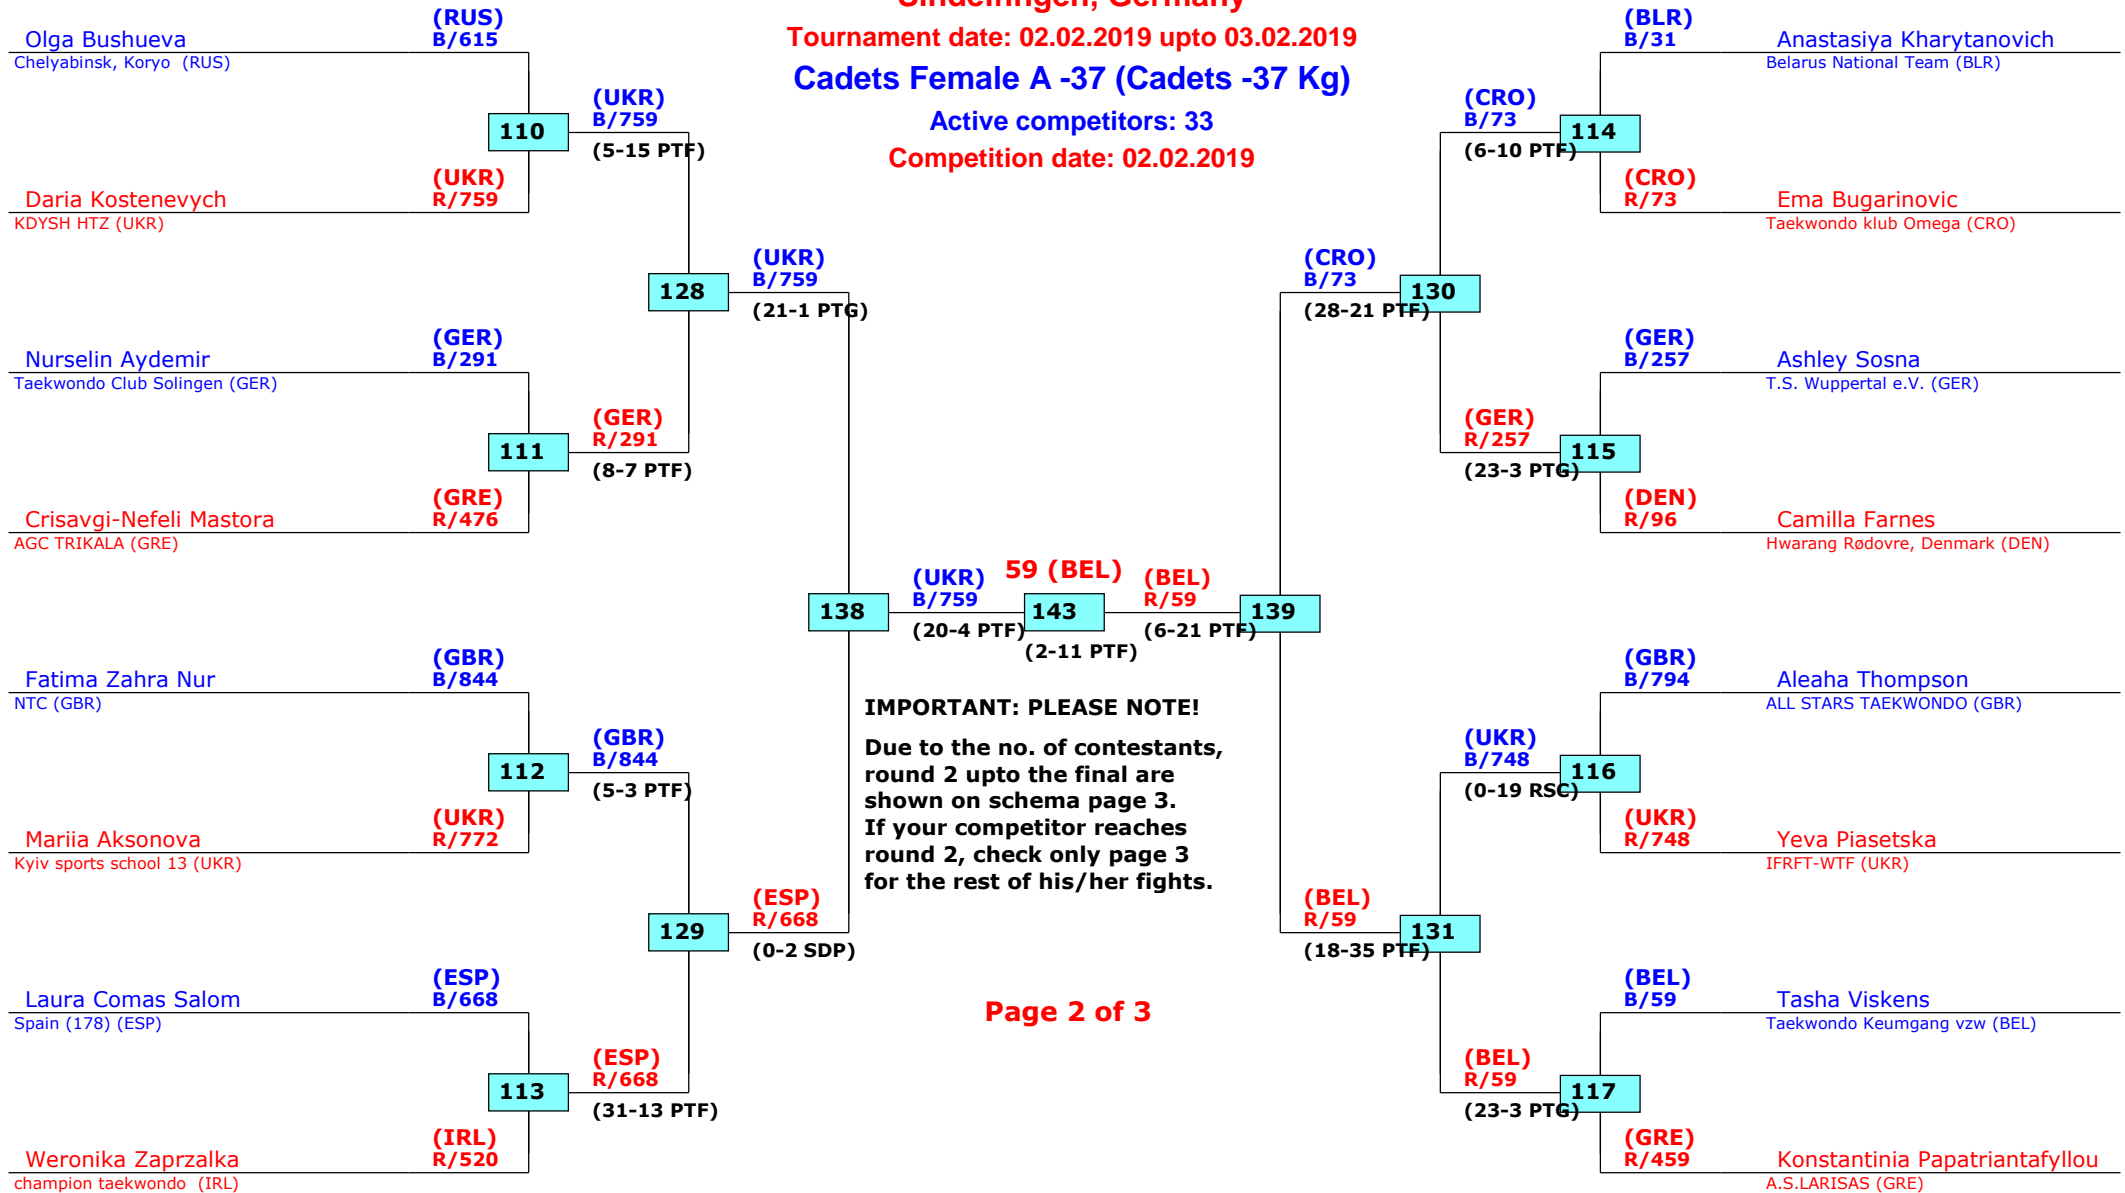 Sindelfingen, Germany
Tournament date: 02.02.2019 upto 03.02.2019
Cadets Female A -37 (Cadets -37 Kg)
Active competitors: 33
Competition date: 02.02.2019
Olga Bushueva
(RUS)
B/615
Chelyabinsk, Koryo (RUS)
110
(UKR)
B/759
(5-15 PTF)
Daria Kostenevych
(UKR)
R/759
KDYSH HTZ (UKR)
128
(UKR)
B/759
(21-1 PTG)
Nurselin Aydemir
(GER)
B/291
Taekwondo Club Solingen (GER)
111
(GER)
R/291
(8-7 PTF)
Crisavgi-Nefeli Mastora
(GRE)
R/476
AGC TRIKALA (GRE)
138
(UKR)
B/759
(20-4 PTF)
59 (BEL)
143
(2-11 PTF)
(BEL)
R/59
(6-21 PTF)
139
Fatima Zahra Nur
(GBR)
B/844
NTC (GBR)
112
(GBR)
B/844
(5-3 PTF)
Mariia Aksonova
(UKR)
R/772
Kyiv sports school 13 (UKR)
129
(ESP)
R/668
(0-2 SDP)
Laura Comas Salom
(ESP)
B/668
Spain (178) (ESP)
113
(ESP)
R/668
(31-13 PTF)
Weronika Zaprzalka
(IRL)
R/520
champion taekwondo (IRL)
IMPORTANT: PLEASE NOTE!
Due to the no. of contestants,
round 2 upto the final are
shown on schema page 3.
If your competitor reaches
round 2, check only page 3
for the rest of his/her fights.
Page 2 of 3
(BLR)
B/31
Anastasiya Kharytanovich
Belarus National Team (BLR)
(CRO)
B/73
(6-10 PTF)
114
(CRO)
R/73
Ema Bugarinovic
Taekwondo klub Omega (CRO)
(CRO)
B/73
(28-21 PTF)
130
(GER)
B/257
Ashley Sosna
T.S. Wuppertal e.V. (GER)
(GER)
R/257
(23-3 PTG)
115
(DEN)
R/96
Camilla Farnes
Hwarang Rødovre, Denmark (DEN)
(GBR)
B/794
Aleaha Thompson
ALL STARS TAEKWONDO (GBR)
(UKR)
B/748
(0-19 RSC)
116
(UKR)
R/748
Yeva Piasetska
IFRFT-WTF (UKR)
(BEL)
R/59
(18-35 PTF)
131
(BEL)
B/59
Tasha Viskens
Taekwondo Keumgang vzw (BEL)
(BEL)
R/59
(23-3 PTG)
117
(GRE)
R/459
Konstantinia Papatriantafyllou
A.S.LARISAS (GRE)